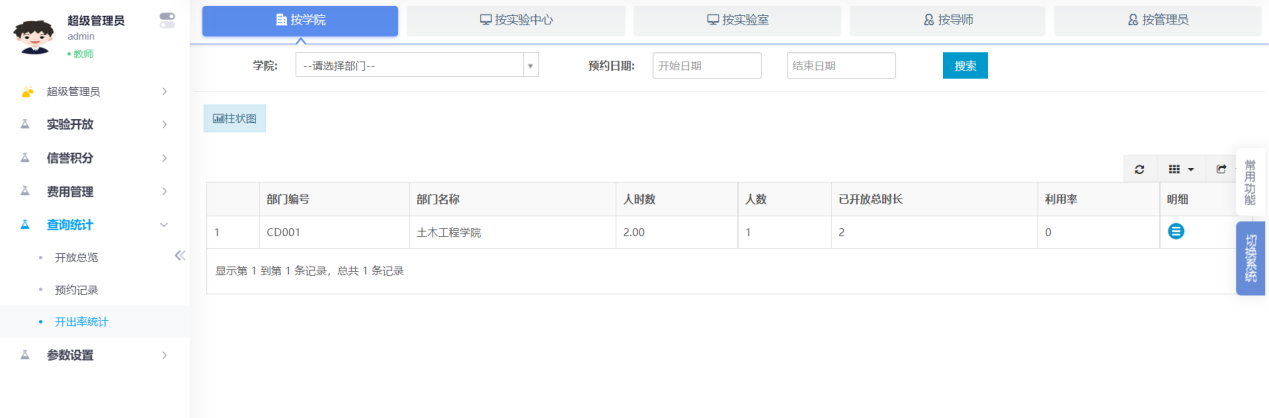 超级管理员
admin
教师
超级管理员
实验开放
信誉积分
费用管理
查询统计
开放总览
预约记录
开出率统计
参数设置
按学院 按实验中心 按实验室 按导师 按管理员
学院: --请选择部门-- 预约日期: 开始日期 结束日期 搜索
柱状图
部门编号 部门名称 人时数 人数 已开放总时长 利用率 明细
1 CD001 土木工程学院 2.00 1 2 0
显示第 1 到第 1 条记录，总共 1 条记录
常用功能
切换系统